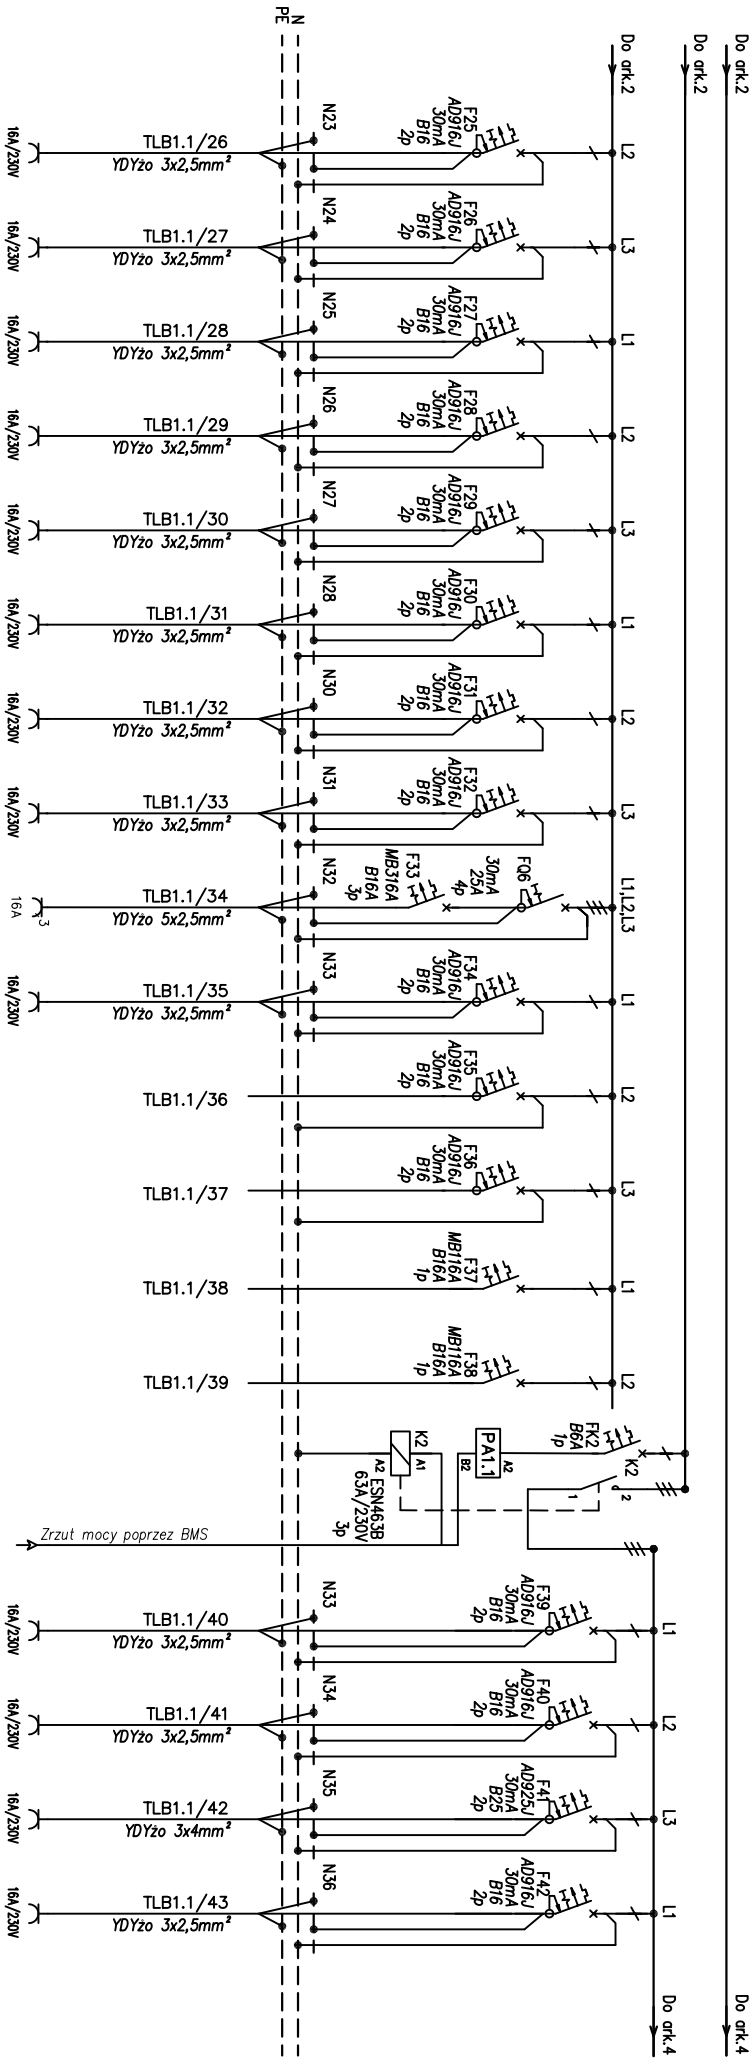 Do ark.2
Do ark.2
Do ark.2
N
PE
L2
F25
AD916J
30mA
B16
2p
N23
TLB1.1/26
YDYżo 3x2,5mm²
16A/230V
L3
F26
AD916J
30mA
B16
2p
N24
TLB1.1/27
YDYżo 3x2,5mm²
16A/230V
L1
F27
AD916J
30mA
B16
2p
N25
TLB1.1/28
YDYżo 3x2,5mm²
16A/230V
L2
F28
AD916J
30mA
B16
2p
N26
TLB1.1/29
YDYżo 3x2,5mm²
16A/230V
L3
F29
AD916J
30mA
B16
2p
N27
TLB1.1/30
YDYżo 3x2,5mm²
16A/230V
L1
F30
AD916J
30mA
B16
2p
N28
TLB1.1/31
YDYżo 3x2,5mm²
16A/230V
L2
F31
AD916J
30mA
B16
2p
N30
TLB1.1/32
YDYżo 3x2,5mm²
16A/230V
L3
F32
AD916J
30mA
B16
2p
N31
TLB1.1/33
YDYżo 3x2,5mm²
16A/230V
L1,L2,L3
FQ6
30mA
25A
4p
F33
MB316A
B16A
3p
N32
TLB1.1/34
YDYżo 5x2,5mm²
3
16A
L1
F34
AD916J
30mA
B16
2p
N33
TLB1.1/35
YDYżo 3x2,5mm²
16A/230V
L2
F35
AD916J
30mA
B16
2p
TLB1.1/36
L3
F36
AD916J
30mA
B16
2p
TLB1.1/37
L1
F37
MB116A
B16A
1p
TLB1.1/38
L2
F38
MB116A
B16A
1p
TLB1.1/39
FK2
B6A
1p
K2
1
2
PA1.1
A2
B2
K2
A1
A2
ESN463B
63A/230V
3p
Zrzut mocy poprzez BMS
L1
F39
AD916J
30mA
B16
2p
N33
TLB1.1/40
YDYżo 3x2,5mm²
16A/230V
L2
F40
AD916J
30mA
B16
2p
N34
TLB1.1/41
YDYżo 3x2,5mm²
16A/230V
L3
F41
AD925J
30mA
B25
2p
N35
TLB1.1/42
YDYżo 3x4mm²
16A/230V
L1
F42
AD916J
30mA
B16
2p
N36
TLB1.1/43
YDYżo 3x2,5mm²
16A/230V
Do ark.4
Do ark.4